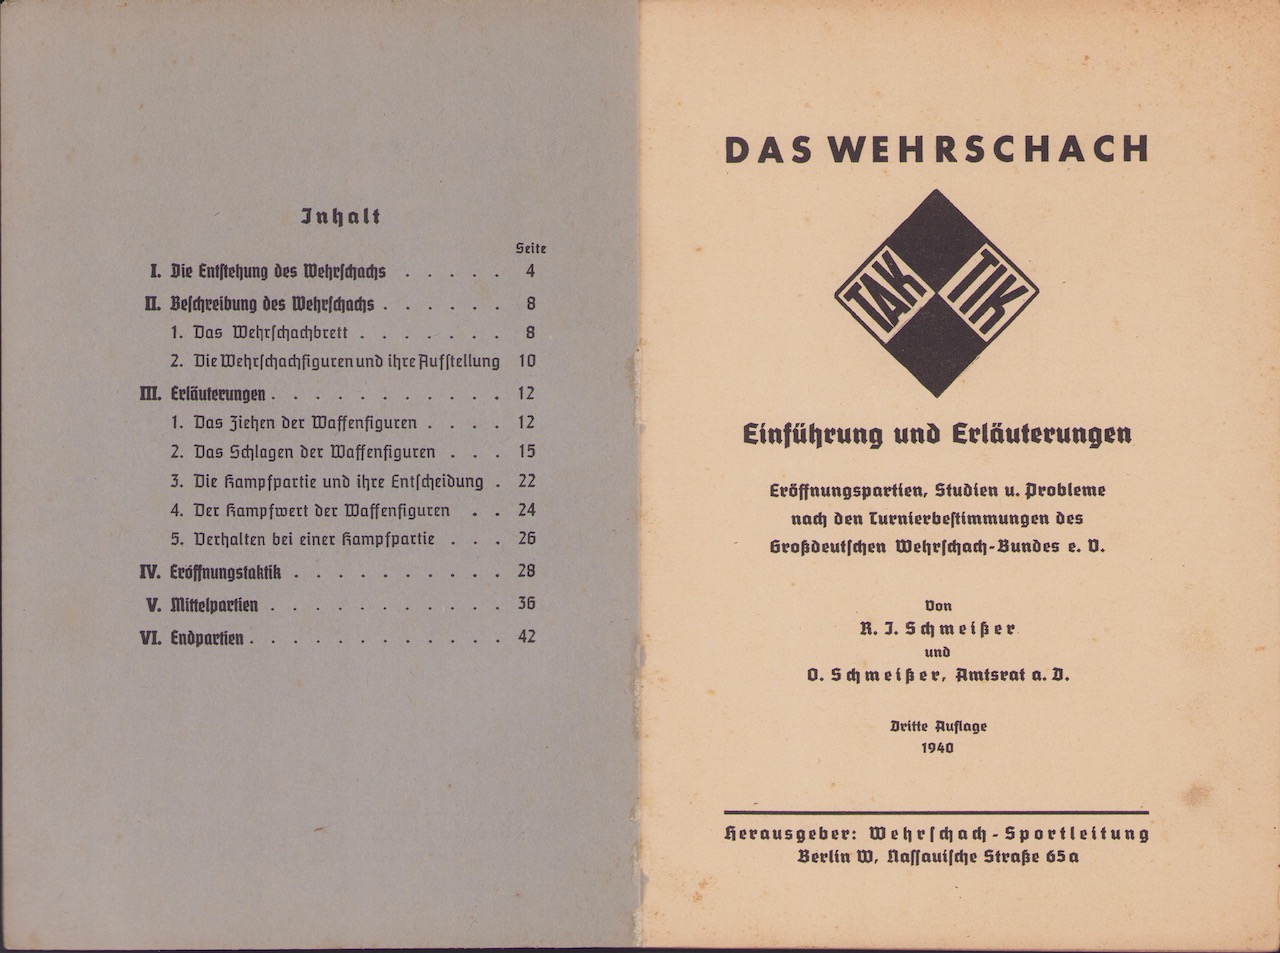 Inhalt
Seite
I. Die Entstehung des Wehrschachs . . . . . 4
II. Beschreibung des Wehrschachs . . . . . . 8
1. Das Wehrschachbrett . . . . . . . 8
2. Die Wehrschachfiguren und ihre Aufstellung 10
III. Erläuterungen . . . . . . . . . . . 12
1. Das Ziehen der Waffenfiguren . . . . 12
2. Das Schlagen der Waffenfiguren . . . 15
3. Die Kampfpartie und ihre Entscheidung . 22
4. Der Kampfwert der Waffenfiguren . . 24
5. Verhalten bei einer Kampfpartie . . . 26
IV. Eröffnungstaktik . . . . . . . . . . 28
V. Mittelpartien . . . . . . . . . . . 36
VI. Endpartien . . . . . . . . . . . . 42
DAS WEHRSCHACH
TAK TIK
Einführung und Erläuterungen
Eröffnungspartien, Studien u. Probleme
nach den Turnierbestimmungen des
Großdeutschen Wehrschach-Bundes e. V.
Von
R. J. Schmeißer
und
O. Schmeißer, Amtsrat a. D.
Dritte Auflage
1940
Herausgeber: Wehrschach-Sportleitung
Berlin W, Nassauische Straße 65a